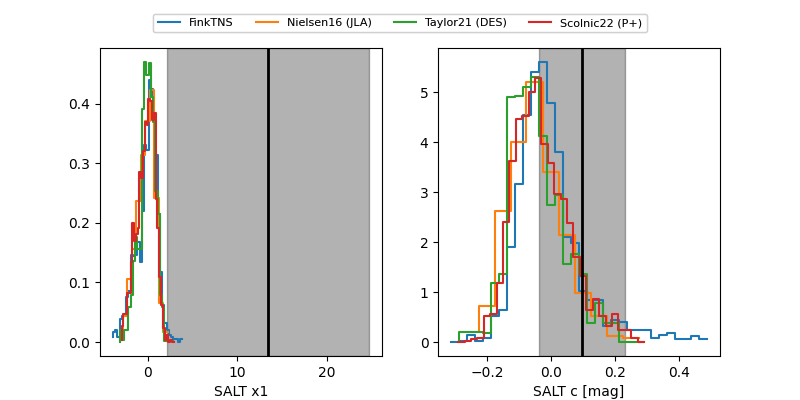 FinkTNS Nielsen16 (JLA) Taylor21 (DES) Scolnic22 (P+)
0.4
0.3
0.2
0.1
0.0
0 10 20
SALT x1
5
4
3
2
1
0
−0.2 0.0 0.2 0.4
SALT c [mag]